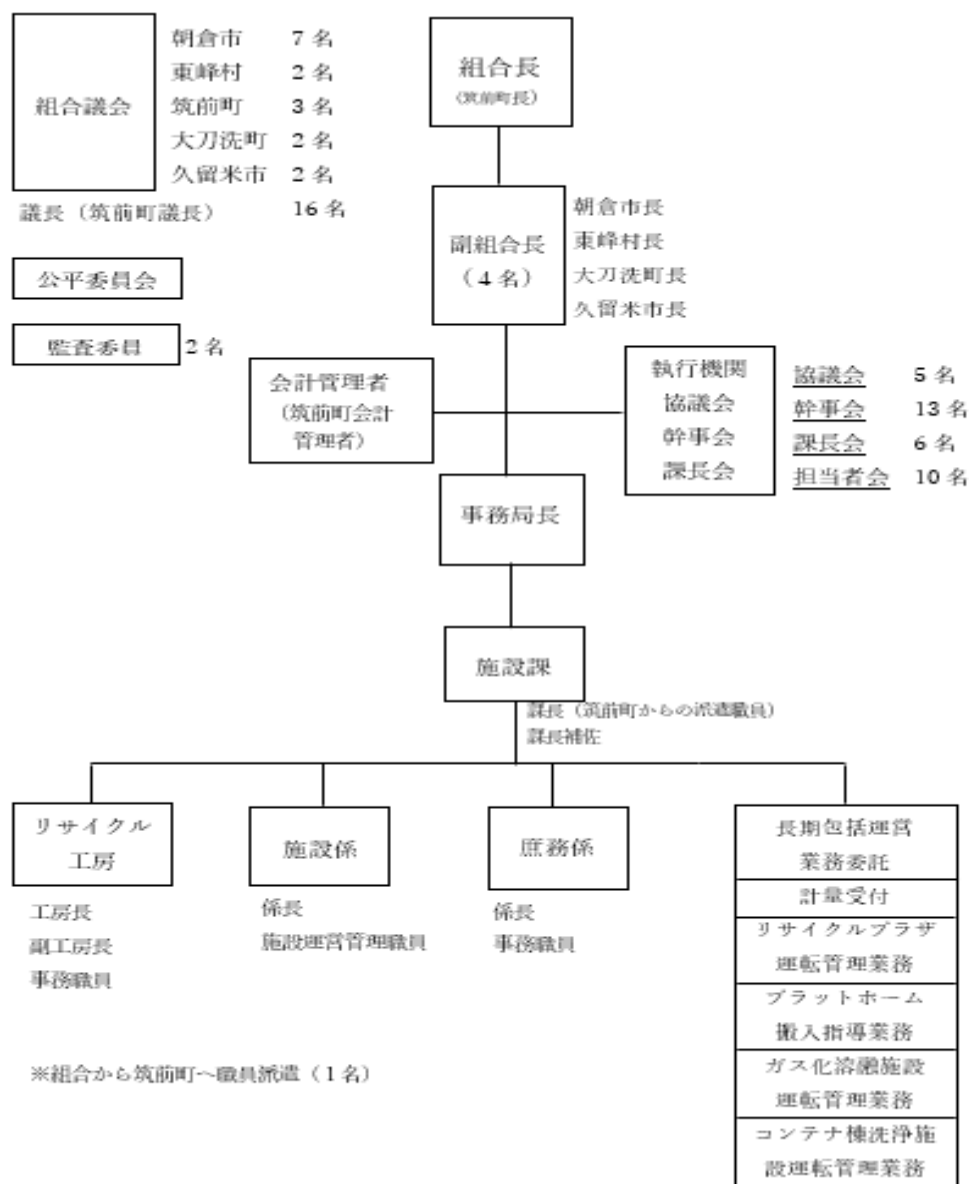 組合議会
朝倉市 7名
東峰村 2名
筑前町 3名
大刀洗町 2名
久留米市 2名
議長（筑前町議長） 16名
公平委員会
監査委員 2名
組合長
（筑前町長）
副組合長
（4名）
朝倉市長
東峰村長
大刀洗町長
久留米市長
会計管理者
（筑前町会計
管理者）
執行機関
協議会
幹事会
課長会
協議会 5名
幹事会 13名
課長会 6名
担当者会 10名
事務局長
施設課
課長（筑前町からの派遣職員）
課長補佐
リサイクル
工房
工房長
副工房長
事務職員
施設係
係長
施設運営管理職員
庶務係
係長
事務職員
長期包括運営
業務委託
計量受付
リサイクルプラザ
運転管理業務
プラットホーム
搬入指導業務
ガス化溶融施設
運転管理業務
コンテナ棟洗浄施
設運転管理業務
※組合から筑前町へ職員派遣（1名）